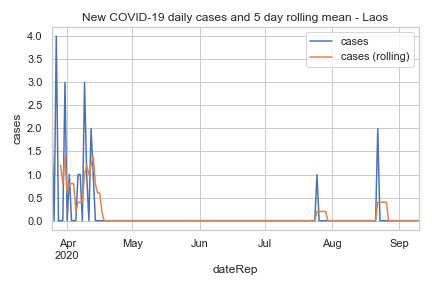 New COVID-19 daily cases and 5 day rolling mean - Laos
cases
cases (rolling)
4.0
3.5
3.0
2.5
2.0
1.5
1.0
0.5
0.0
cases
Apr
2020
May
Jun
Jul
Aug
Sep
dateRep